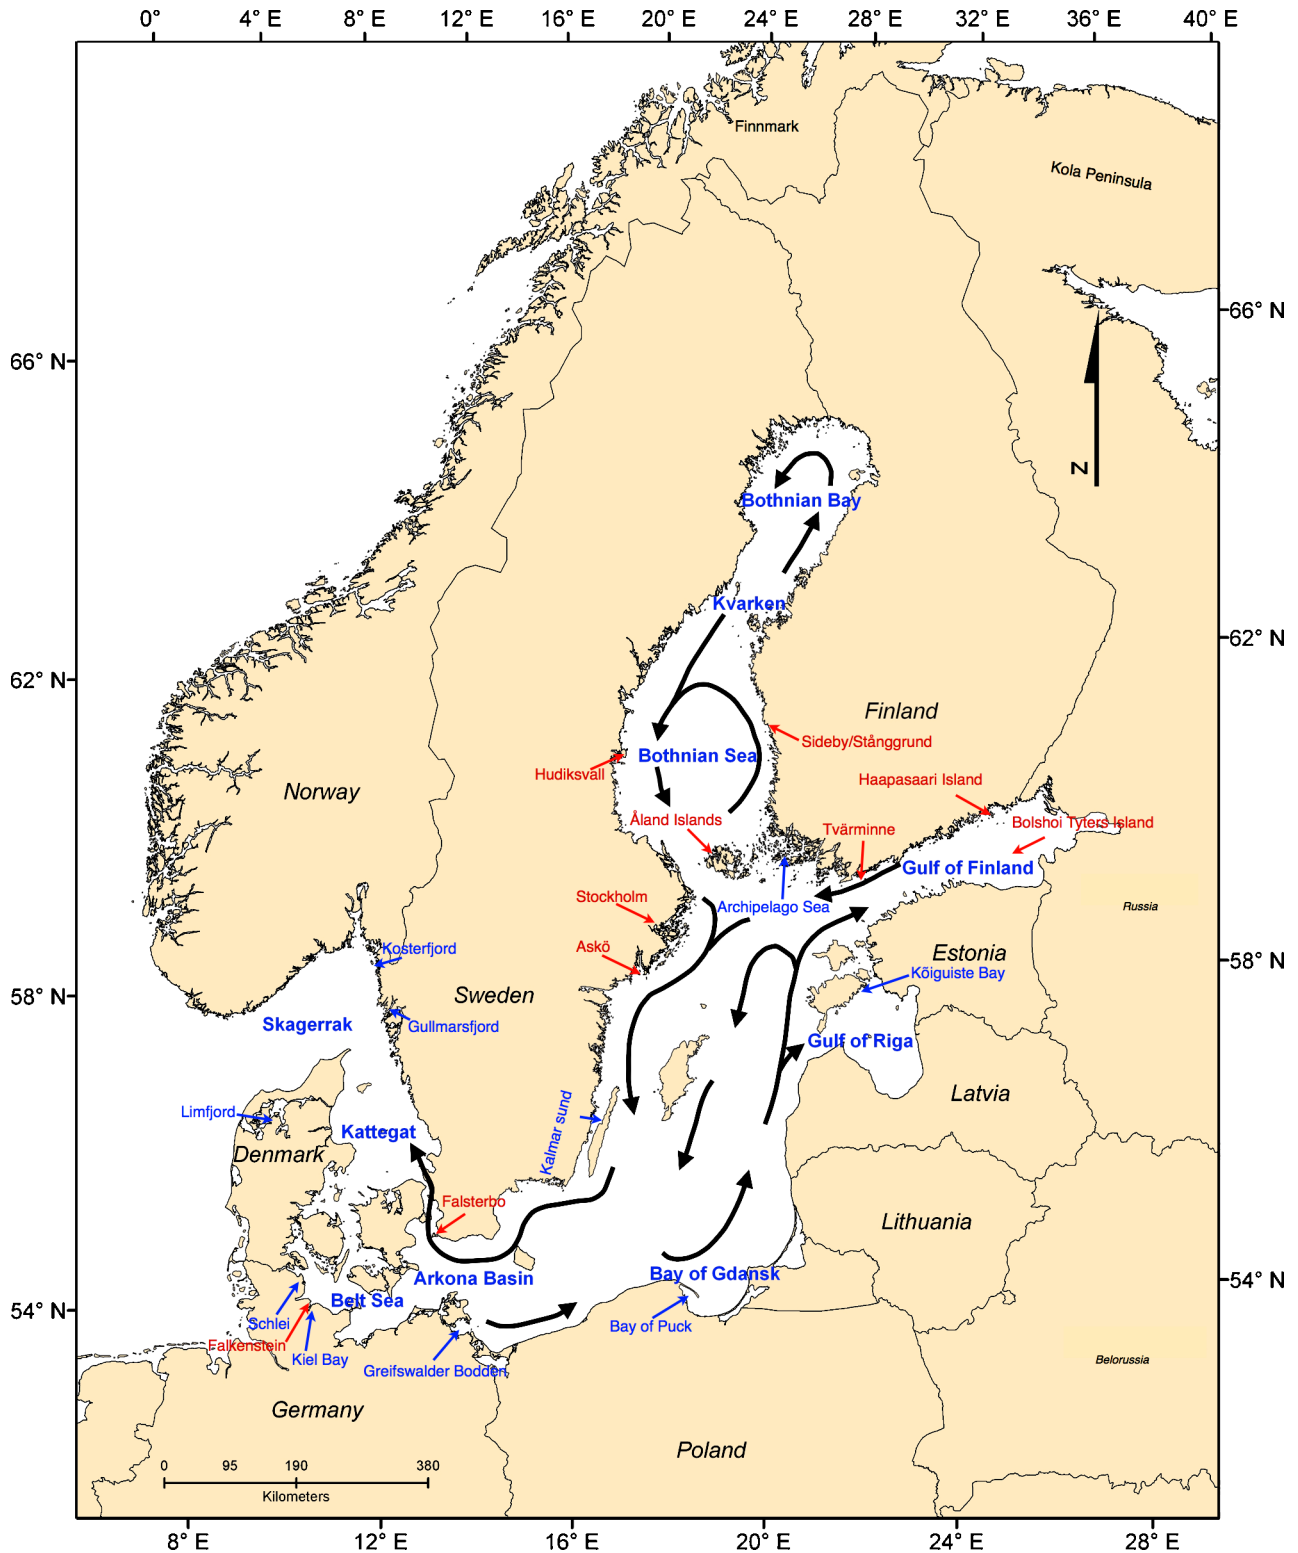 0° 4° E 8° E 12° E 16° E 20° E 24° E 28° E 32° E 36° E 40° E
Finnmark
Kola Peninsula
66° N
66° N
N
Bothnian Bay
Kvarken
62° N
62° N
Finland
Sideby/Stånggrund
Bothnian Sea
Hudiksvall
Haapasaari Island
Norway
Åland Islands
Tvärminne
Bolshoi Tyters Island
Gulf of Finland
Stockholm
Archipelago Sea
Russia
Askö
Kosterfjord
Estonia
58° N
Kõiguiste Bay
Sweden
58° N
Skagerrak
Gullmarsfjord
Gulf of Riga
Latvia
Limfjord
Kattegat
Kalmar sund
Denmark
Falsterbo
Lithuania
Arkona Basin
Bay of Gdansk
54° N
Belt Sea
54° N
Schlei
Bay of Puck
Falkenstein
Kiel Bay
Greifswalder Bodden
Belorussia
Germany
Poland
0 95 190 380
Kilometers
8° E 12° E 16° E 20° E 24° E 28° E